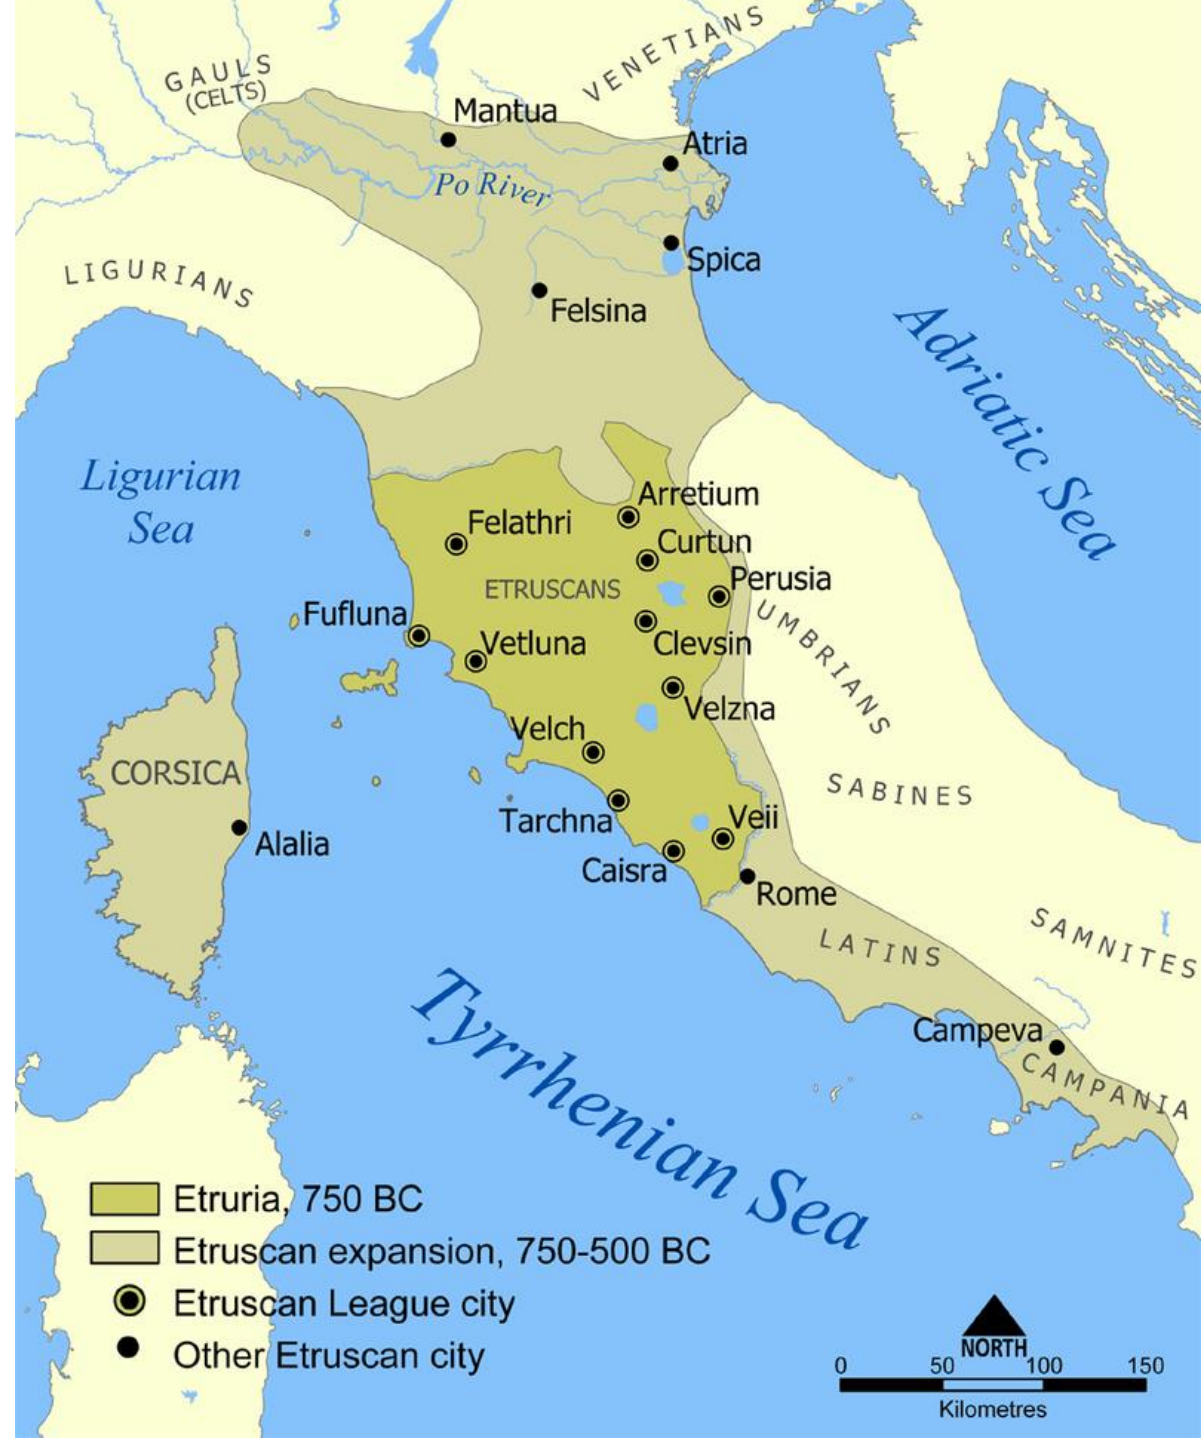 GAULS
(CELTS)
VENETIANS
Mantua
Atria
Po River
Spica
LIGURIANS
Felsina
Adriatic Sea
Ligurian
Sea
Arretium
Felathri
Curtun
ETRUSCANS
Perusia
Fufluna
UMBRIANS
Vetluna
Clevsin
Velzna
Velch
CORSICA
SABINES
Tarchna
Veii
Alalia
Caisra
Rome
LATINS
SAMNITES
Tyrrhenian Sea
Campeva
CAMPANIA
Etruria, 750 BC
Etruscan expansion, 750-500 BC
Etruscan League city
Other Etruscan city
NORTH
0 50 100 150
Kilometres